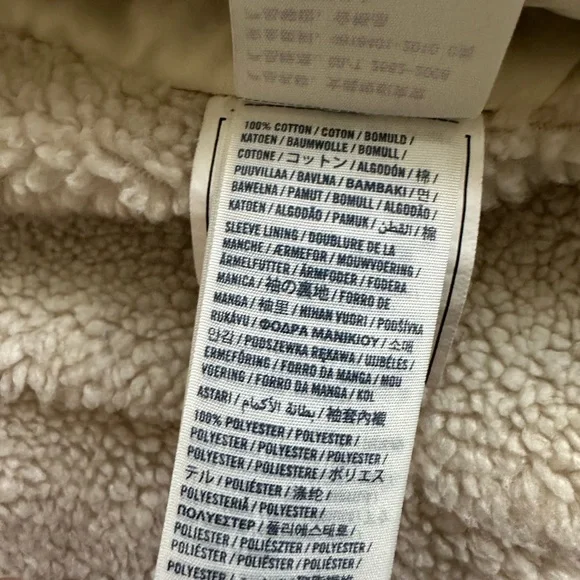 100% COTTON / COTON / BOMULD /
KATOEN / BAUMWOLLE / BOMULL /
COTONE / コットン / ALGODÓN / 棉 /
PUUVILLAA / BAVLNA / ΒΑΜΒΑΚΙ / 면 /
BAWEŁNA / PAMUT / BOMULL / ALGODÃO /
KATOEN / ALGODÃO / PAMUK / القطن / 棉
SLEEVE LINING / DOUBLURE DE LA
MANCHE / ÆRMEFOR / MOUWVOERING /
ÄRMELFUTTER / ÄRMFODER / FODERA
MANICA / 袖の裏地 / FORRO DE
MANGA / 袖里 / HIHAN VUORI / PODŠÍVKA
RUKÁVU / ΦΟΔΡΑ ΜΑΝΙΚΙΟΥ / 소매
안감 / PODSZEWKA RĘKAWA / UJJBÉLÉS /
ERMEFÔRING / FORRO DA MANGA / MOU
VOERING / FORRO DA MANGA / KOL
ASTARI / بطانة الأكمام / 袖套內襯
100% POLYESTER / POLYESTER /
POLYESTER / POLYESTER / POLYESTER /
POLYESTER / POLIESTERE / ポリエス
テル / POLIÉSTER / 涤纶 /
POLYESTERIÄ / POLYESTER /
ΠΟΛΥΕΣΤΕΡ / 폴리에스테르 /
POLIESTER / POLIÉSZTER / POLYESTER /
POLIÉSTER / POLYESTER / POLIÉSTER /
POLYESTER